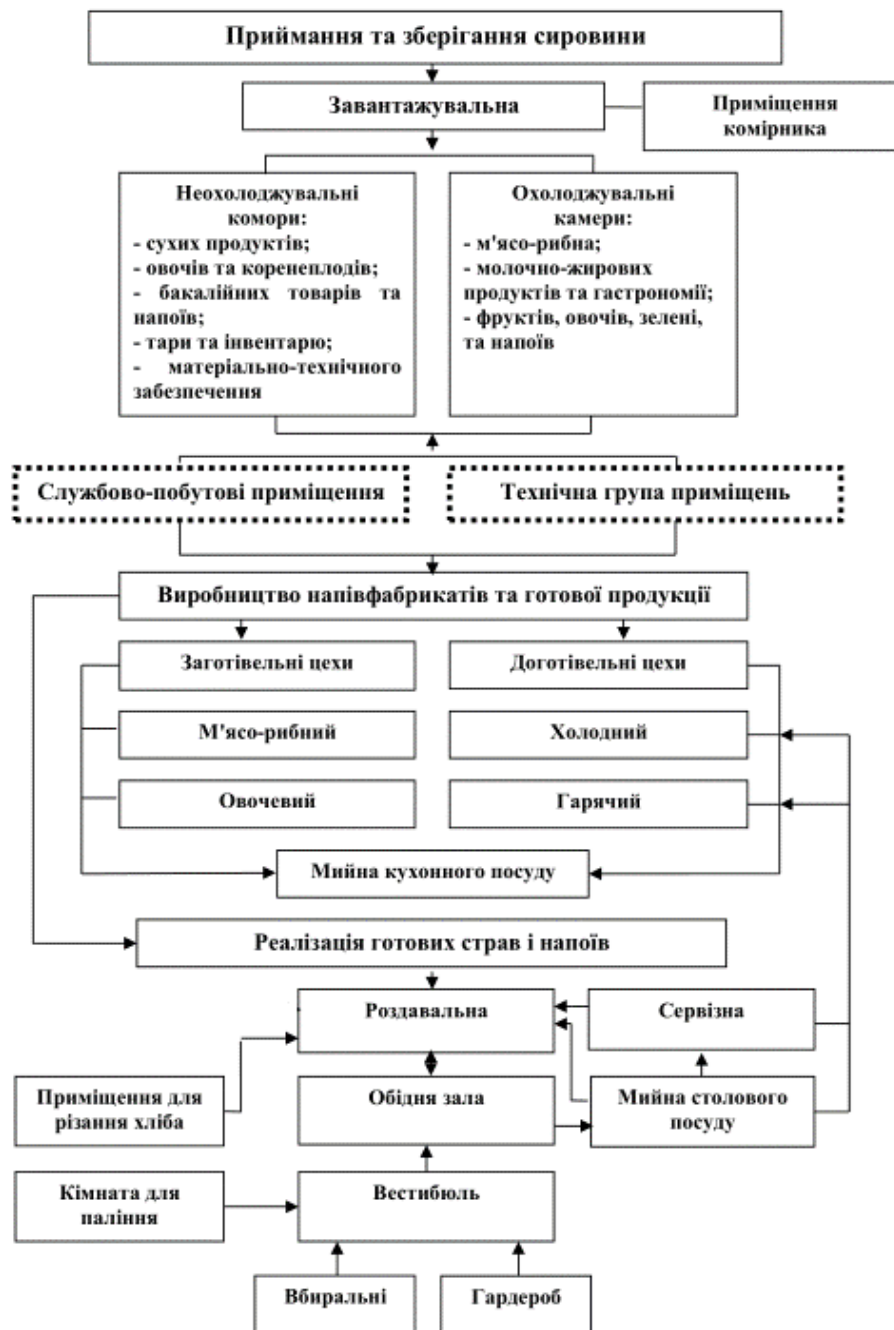 Приймання та зберігання сировини
Завантажувальна
Приміщення
комірника
Неохолоджувальні
комори:
- сухих продуктів;
- овочів та коренеплодів;
- бакалійних товарів та
напоїв;
- тари та інвентарю;
- матеріально-технічного
забезпечення
Охолоджувальні
камери:
- м'ясо-рибна;
- молочно-жирових
продуктів та гастрономії;
- фруктів, овочів, зелені,
та напоїв
Службово-побутові приміщення
Технічна група приміщень
Виробництво напівфабрикатів та готової продукції
Заготівельні цехи
Доготівельні цехи
М'ясо-рибний
Холодний
Овочевий
Гарячий
Мийна кухонного посуду
Реалізація готових страв і напоїв
Роздавальна
Сервізна
Приміщення для
різання хліба
Обідня зала
Мийна столового
посуду
Кімната для
паління
Вестибюль
Вбиральні
Гардероб